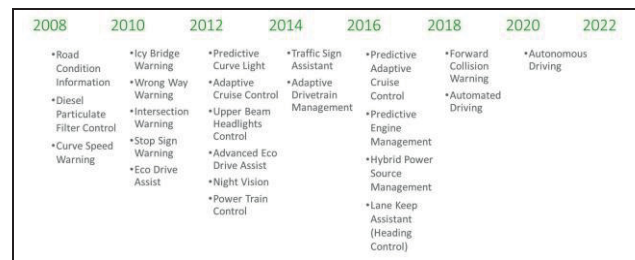 2008 2010 2012 2014 2016 2018 2020 2022
•Road
Condition
Information
•Diesel
Particulate
Filter Control
•Curve Speed
Warning
•Icy Bridge
Warning
•Wrong Way
Warning
•Intersection
Warning
•Stop Sign
Warning
•Eco Drive
Assist
•Predictive
Curve Light
•Adaptive
Cruise Control
•Upper Beam
Headlights
Control
•Advanced Eco
Drive Assist
•Night Vision
•Power Train
Control
•Traffic Sign
Assistant
•Adaptive
Drivetrain
Management
•Predictive
Adaptive
Cruise
Control
•Predictive
Engine
Management
•Hybrid Power
Source
Management
•Lane Keep
Assistant
(Heading
Control)
•Forward
Collision
Warning
•Automated
Driving
•Autonomous
Driving